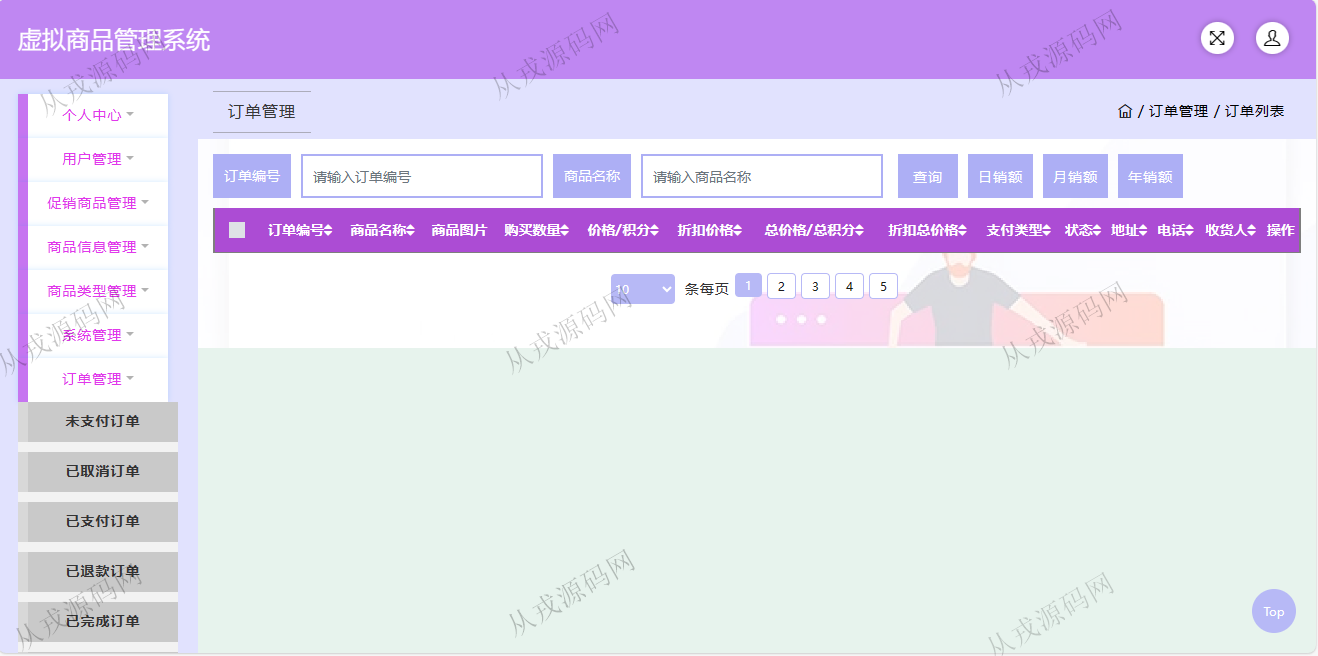 虚拟商品管理系统
个人中心
用户管理
促销商品管理
商品信息管理
商品类型管理
系统管理
订单管理
未支付订单
已取消订单
已支付订单
已退款订单
已完成订单
订单管理
/ 订单管理 / 订单列表
订单编号 请输入订单编号 商品名称 请输入商品名称 查询 日销额 月销额 年销额
订单编号 商品名称 商品图片 购买数量 价格/积分 折扣价格 总价格/总积分 折扣总价格 支付类型 状态 地址 电话 收货人 操作
10 条每页 1 2 3 4 5
Top
从戎源码网
从戎源码网
从戎源码网
从戎源码网
从戎源码网
从戎源码网
从戎源码网
从戎源码网
从戎源码网